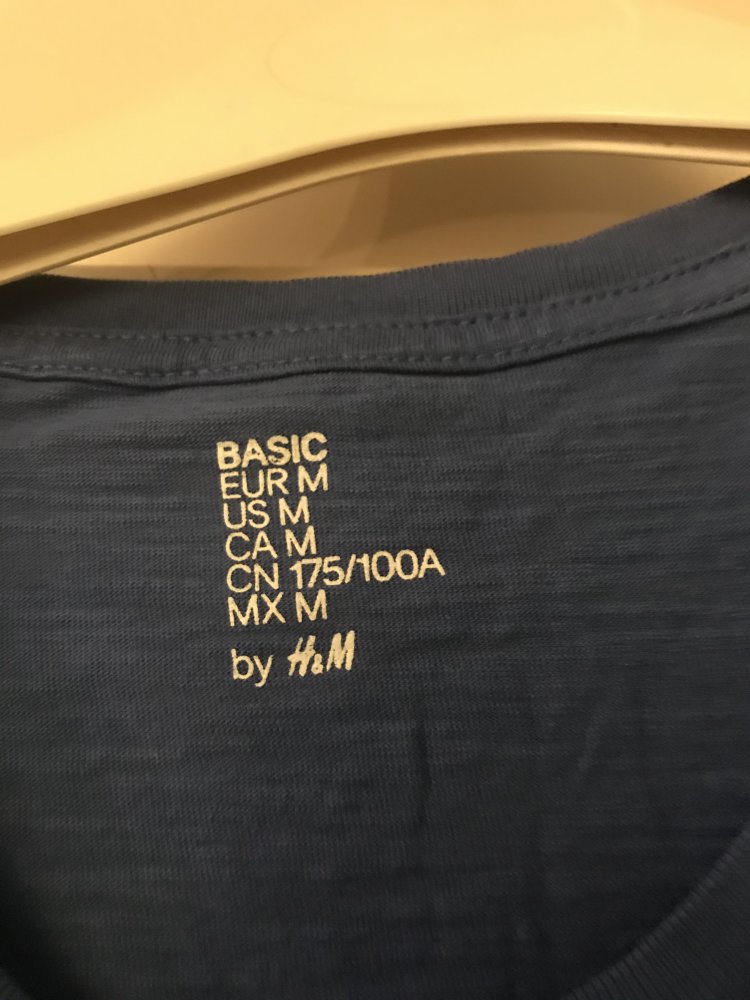 BASIC
EUR M
US M
CA M
CN 175/100A
MX M
by H&M